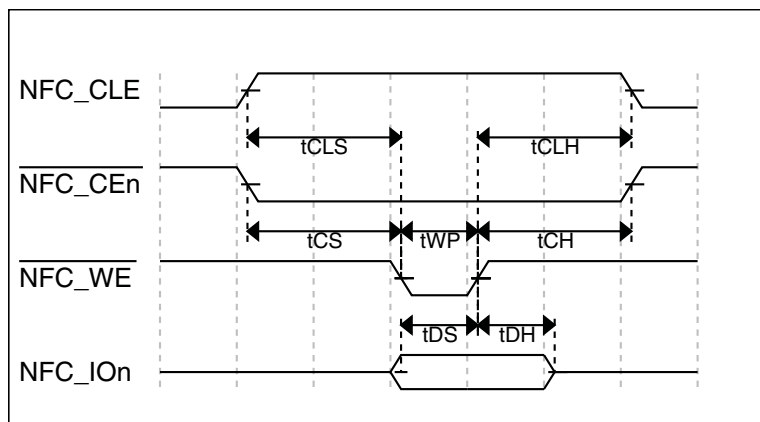 NFC_CLE
tCLS tCLH
NFC_CEn
tCS tWP tCH
NFC_WE
tDS tDH
NFC_IOn